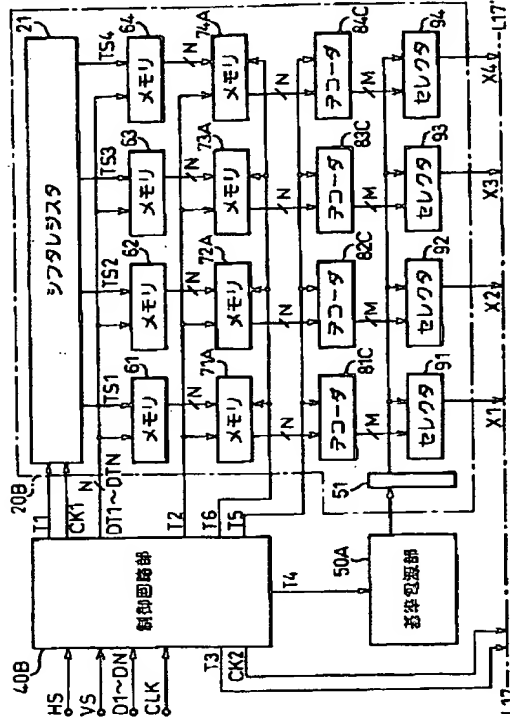 21
シフタレジスタ
TS1
TS2
TS3
TS4
61
62
63
64
メモリ
メモリ
メモリ
メモリ
N
N
N
N
71A
72A
73A
74A
メモリ
メモリ
メモリ
メモリ
N
N
N
N
81C
82C
83C
84C
デコーダ
デコーダ
デコーダ
デコーダ
M
M
M
M
91
92
93
94
セレクタ
セレクタ
セレクタ
セレクタ
X1
X2
X3
X4
L17'
20B
T1
CK1
N
DT1~DTN
T2
T6
T5
51
40B
制御回路部
HS
VS
D1~DN
CLK
T4
50A
基準電源部
T3
CK2
L17